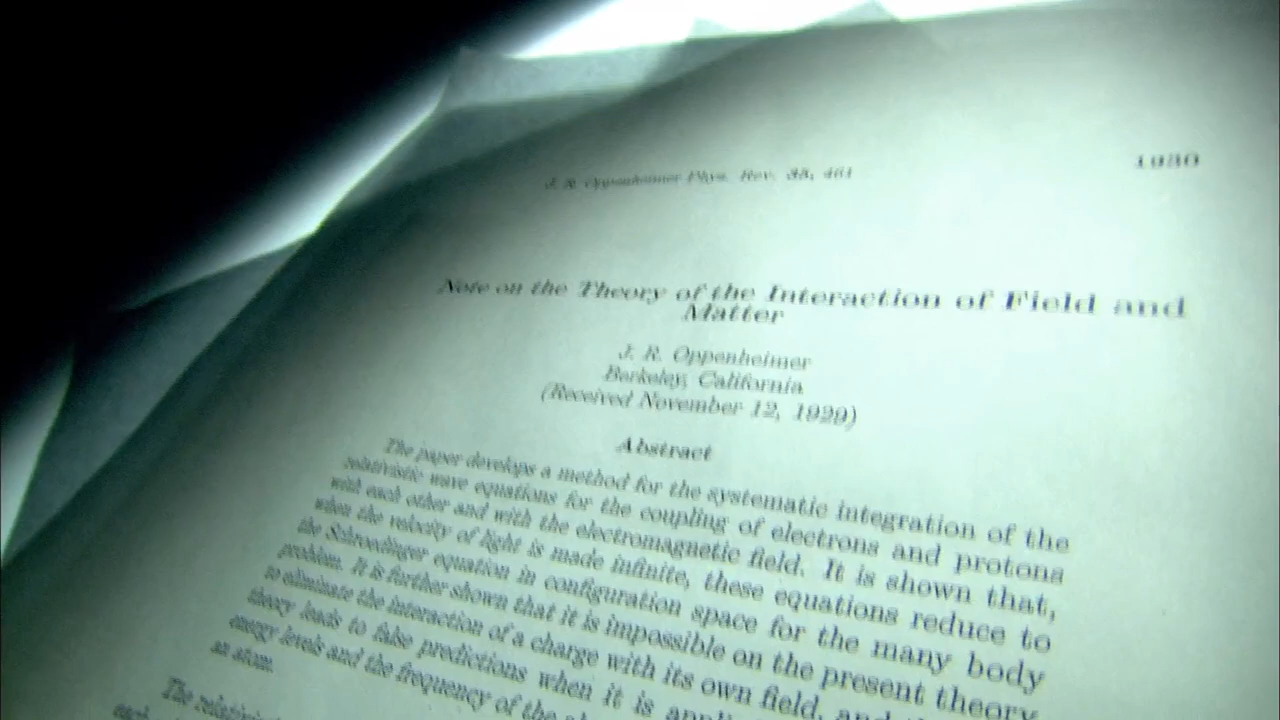 1930
J. R. Oppenheimer Phys. Rev. 35, 461
Note on the Theory of the Interaction of Field and
Matter
J. R. Oppenheimer
Berkeley, California
(Received November 12, 1929)
Abstract
The paper develops a method for the systematic integration of the
relativistic wave equations for the coupling of electrons and protons
with each other and with the electromagnetic field. It is shown that,
when the velocity of light is made infinite, these equations reduce to
the Schroedinger equation in configuration space for the many body
problem. It is further shown that it is impossible on the present theory
to eliminate the interaction of a charge with its own field, and
theory leads to false predictions when it is
energy levels and the frequency of the
an atom.
The